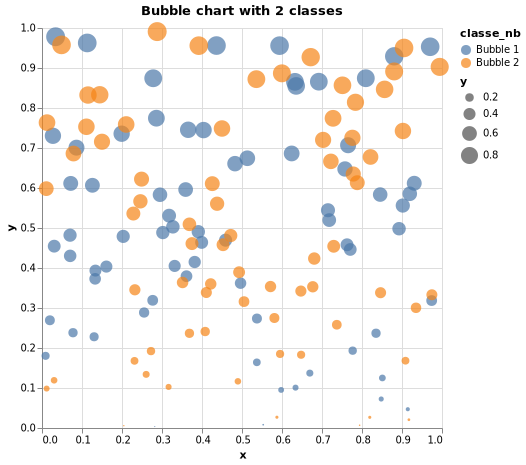 Bubble chart with 2 classes
1.0
0.9
0.8
0.7
0.6
0.5
0.4
0.3
0.2
0.1
0.0
y
0.0 0.1 0.2 0.3 0.4 0.5 0.6 0.7 0.8 0.9 1.0
x
classe_nb
Bubble 1
Bubble 2
y
0.2
0.4
0.6
0.8